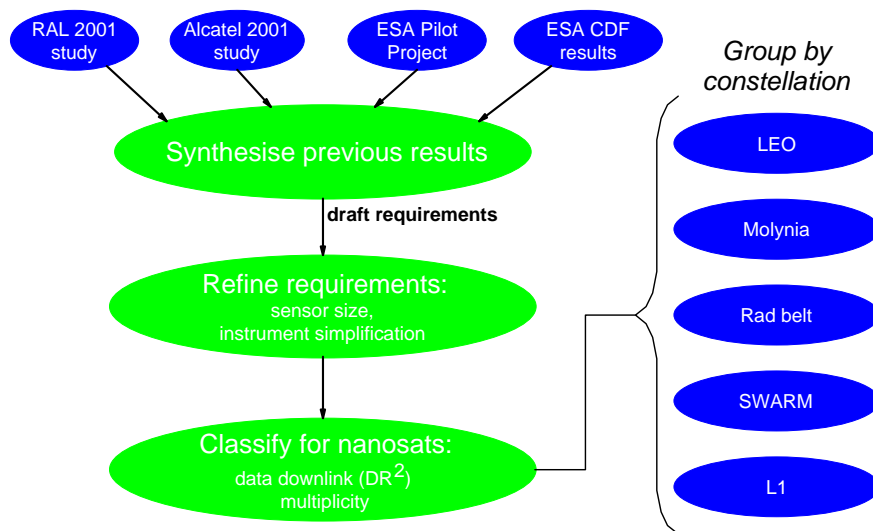 RAL 2001
study
Alcatel 2001
study
ESA Pilot
Project
ESA CDF
results
Synthesise previous results
draft requirements
Refine requirements:
sensor size,
instrument simplification
Classify for nanosats:
data downlink (DR²)
multiplicity
Group by
constellation
LEO
Molynia
Rad belt
SWARM
L1